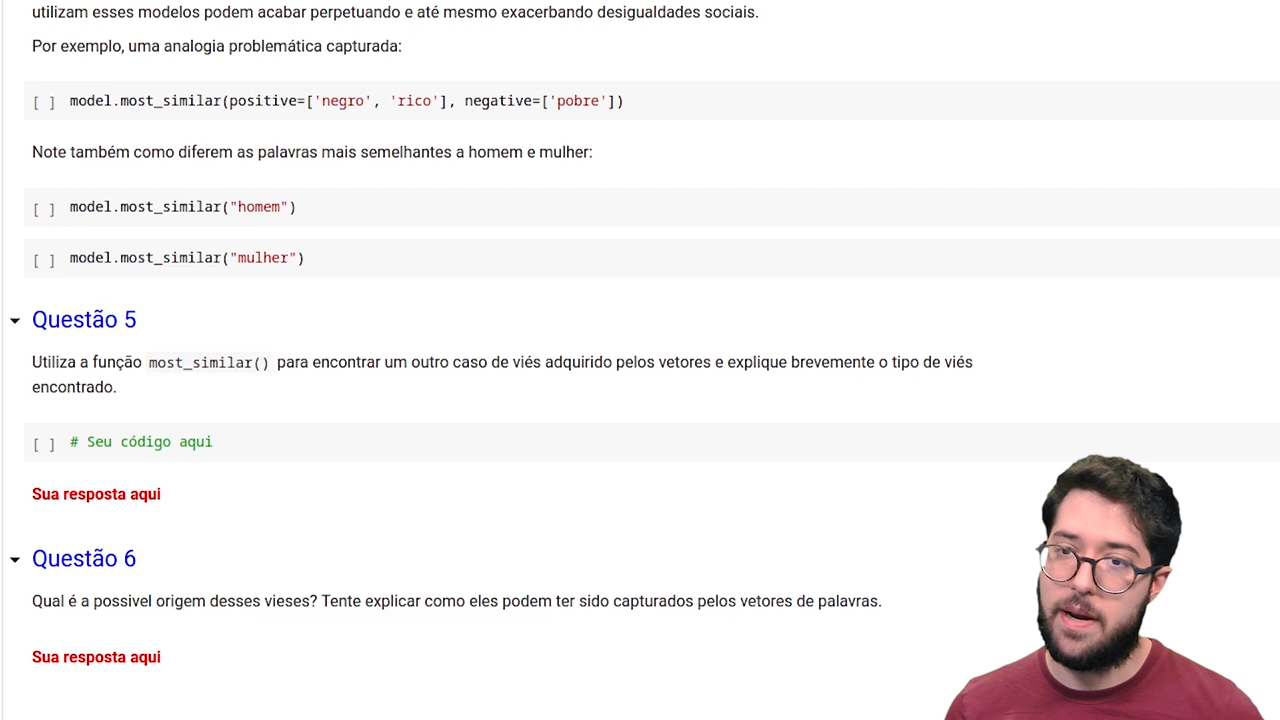 utilizam esses modelos podem acabar perpetuando e até mesmo exacerbando desigualdades sociais.
Por exemplo, uma analogia problemática capturada:
[ ] model.most_similar(positive=['negro', 'rico'], negative=['pobre'])
Note também como diferem as palavras mais semelhantes a homem e mulher:
[ ] model.most_similar("homem")
[ ] model.most_similar("mulher")
Questão 5
Utiliza a função most_similar() para encontrar um outro caso de viés adquirido pelos vetores e explique brevemente o tipo de viés
encontrado.
[ ] # Seu código aqui
Sua resposta aqui
Questão 6
Qual é a possivel origem desses vieses? Tente explicar como eles podem ter sido capturados pelos vetores de palavras.
Sua resposta aqui